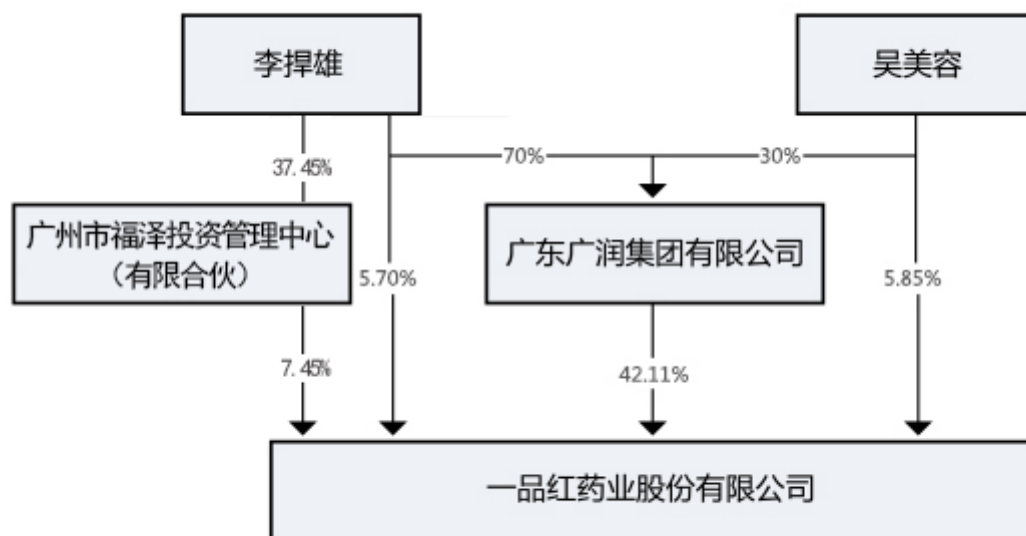 李捍雄
吴美容
70%
30%
37.45%
广州市福泽投资管理中心
（有限合伙）
广东广润集团有限公司
5.70%
5.85%
7.45%
42.11%
一品红药业股份有限公司